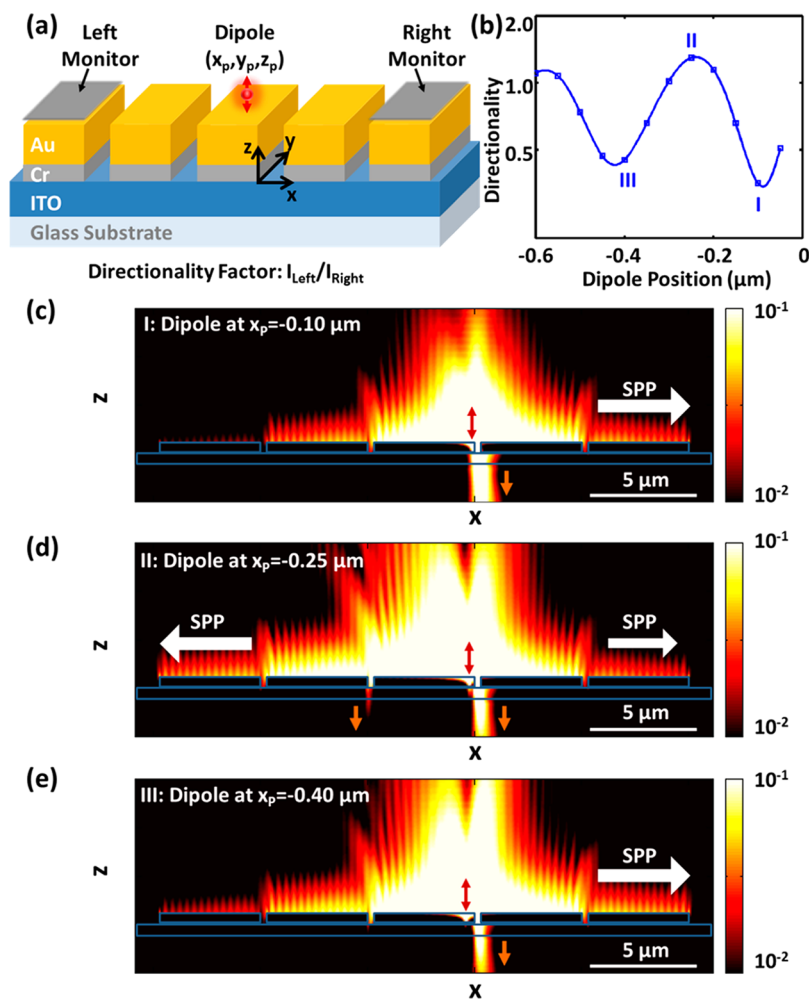 (a)
Left
Monitor
Dipole
(xp,yp,zp)
Right
Monitor
Au
Cr
ITO
Glass Substrate
z
y
x
Directionality Factor: ILeft/IRight
(b)
Directionality
2.0
1.0
0.5
II
III
I
-0.6
-0.4
-0.2
0
Dipole Position (μm)
(c)
I: Dipole at xP=-0.10 μm
SPP
5 μm
z
x
10-1
10-2
(d)
II: Dipole at xP=-0.25 μm
SPP
SPP
5 μm
z
x
10-1
10-2
(e)
III: Dipole at xP=-0.40 μm
SPP
5 μm
z
x
10-1
10-2